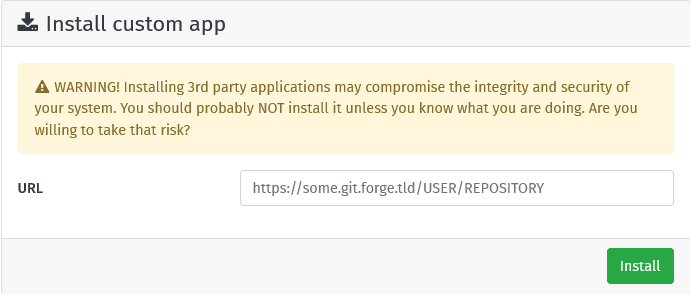 Install custom app
WARNING! Installing 3rd party applications may compromise the integrity and security of
your system. You should probably NOT install it unless you know what you are doing. Are you
willing to take that risk?
URL
https://some.git.forge.tld/USER/REPOSITORY
Install